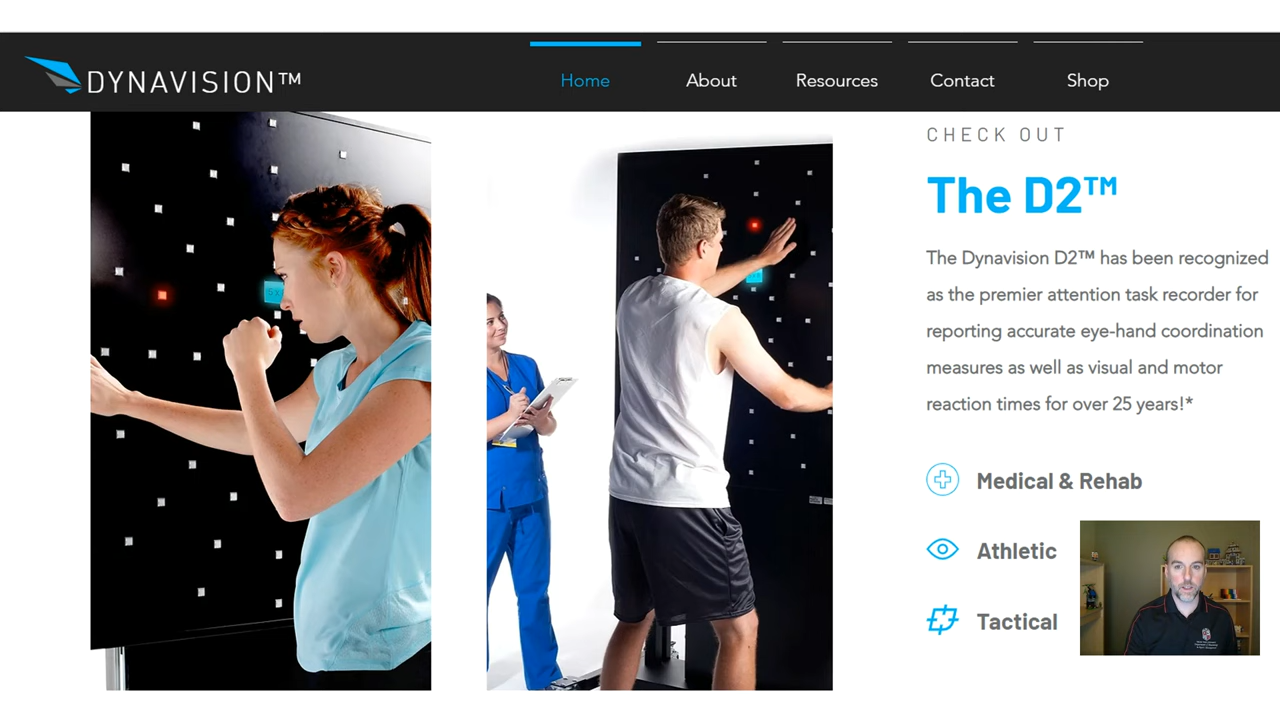 DYNAVISION™
Home
About
Resources
Contact
Shop
CHECK OUT
The D2™
The Dynavision D2™ has been recognized
as the premier attention task recorder for
reporting accurate eye-hand coordination
measures as well as visual and motor
reaction times for over 25 years!*
Medical & Rehab
Athletic
Tactical